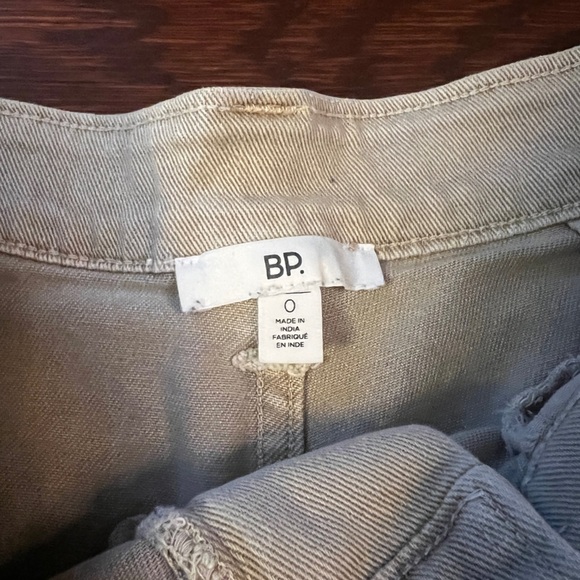 BP.
0
MADE IN
INDIA
FABRIQUÉ
EN INDE